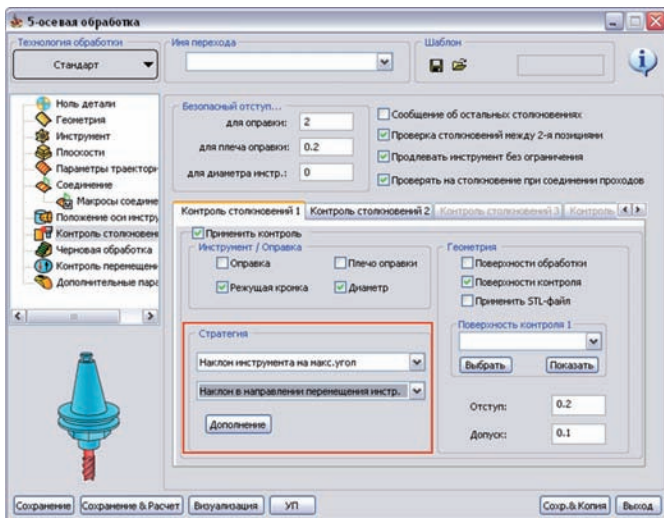 5-осевая обработка
Технология обработки
Стандарт
Имя перехода
Шаблон
Ноль детали
Геометрия
Инструмент
Плоскости
Параметры траектори
Соединение
Макросы соедине
Положение оси инстру
Контроль столкновен
Черновая обработка
Контроль перемещени
Дополнительные пара
Безопасный отступ...
для оправки: 2
для плеча оправки: 0.2
для диаметра инстр.: 0
Сообщение об остальных столкновениях
Проверка столкновений между 2-я позициями
Продлевать инструмент без ограничения
Проверять на столкновение при соединении проходов
Контроль столкновений 1 Контроль столкновений 2 Контроль столкновений 3 Контроль
Применить контроль
Инструмент / Оправка
Оправка Плечо оправки
Режущая кромка Диаметр
Стратегия
Наклон инструмента на макс.угол
Наклон в направлении перемещения инстр.
Дополнение
Геометрия
Поверхности обработки
Поверхности контроля
Применить STL-файл
Поверхность контроля 1
Выбрать Показать
Отступ: 0.2
Допуск: 0.1
Сохранение Сохранение & Расчет Визуализация УП Сохр.& Копия Выход